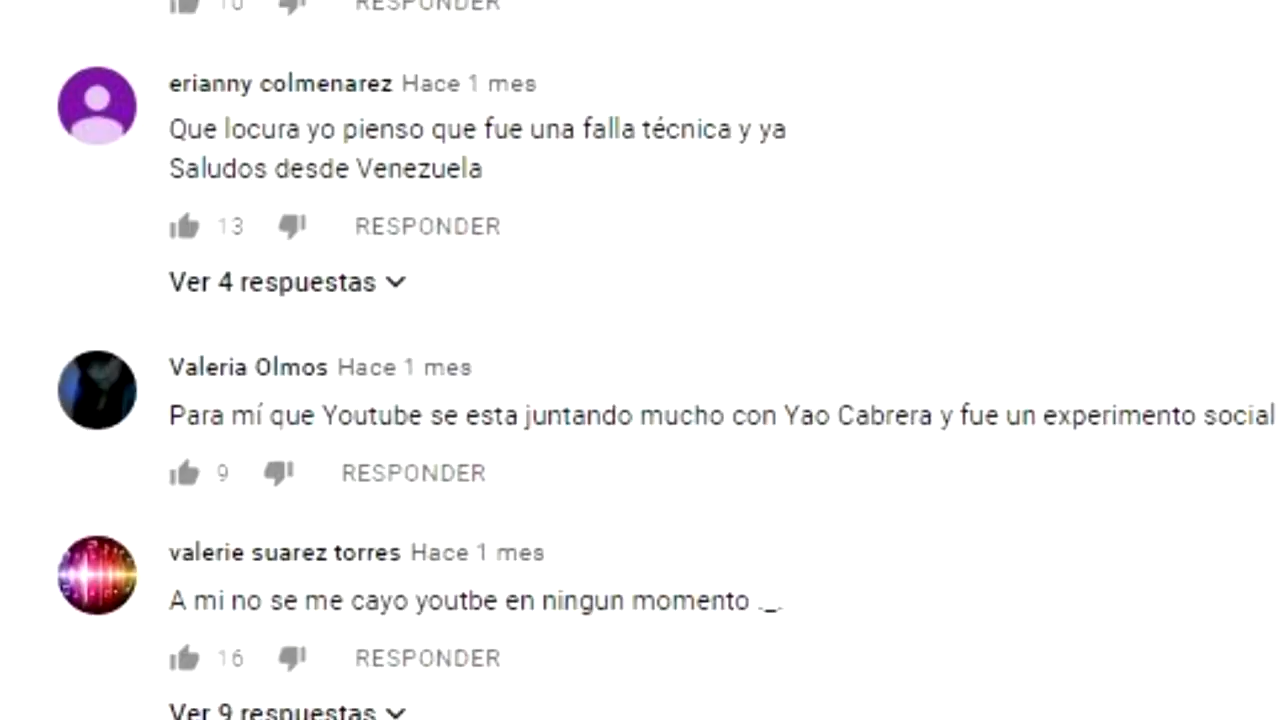 10 RESPONDER
erianny colmenarez Hace 1 mes
Que locura yo pienso que fue una falla técnica y ya
Saludos desde Venezuela
13 RESPONDER
Ver 4 respuestas
Valeria Olmos Hace 1 mes
Para mí que Youtube se esta juntando mucho con Yao Cabrera y fue un experimento social
9 RESPONDER
valerie suarez torres Hace 1 mes
A mi no se me cayo youtbe en ningun momento ._.
16 RESPONDER
Ver 9 respuestas